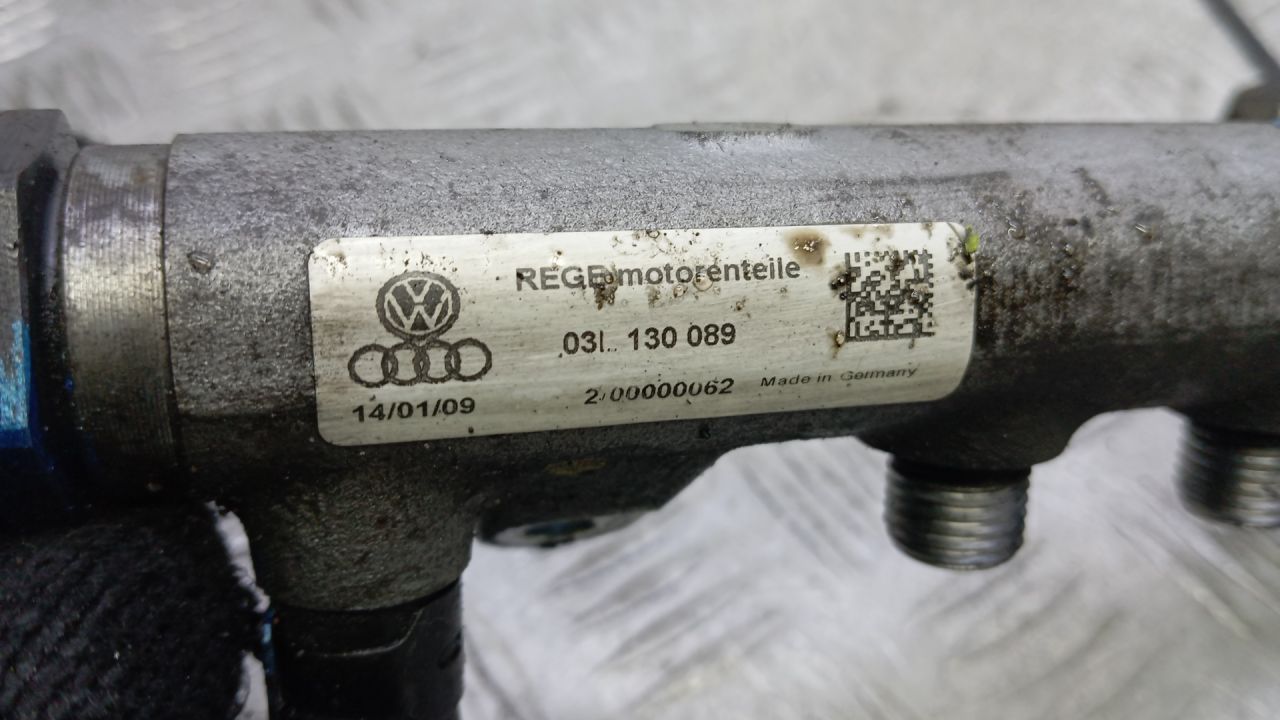 REGE motorenteile
03L 130 089
2/00000062 Made in Germany
14/01/09